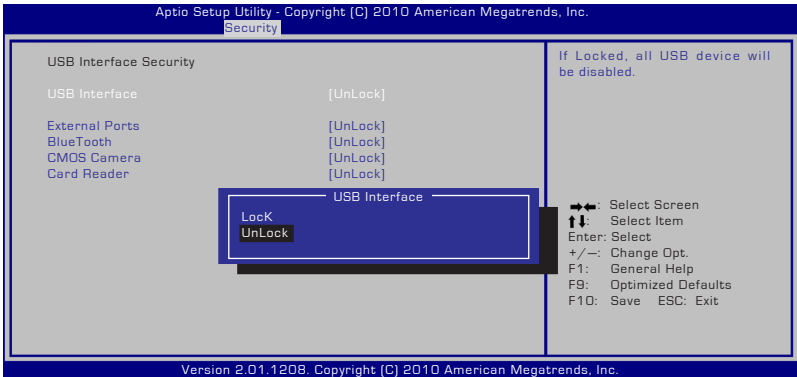 Aptio Setup Utility - Copyright (C) 2010 American Megatrends, Inc.
Security
USB Interface Security
USB Interface [UnLock]
External Ports [UnLock]
BlueTooth [UnLock]
CMOS Camera [UnLock]
Card Reader [UnLock]
USB Interface
LocK
UnLock
If Locked, all USB device will
be disabled.
→←: Select Screen
↑↓: Select Item
Enter: Select
+/—: Change Opt.
F1: General Help
F9: Optimized Defaults
F10: Save ESC: Exit
Version 2.01.1208. Copyright (C) 2010 American Megatrends, Inc.